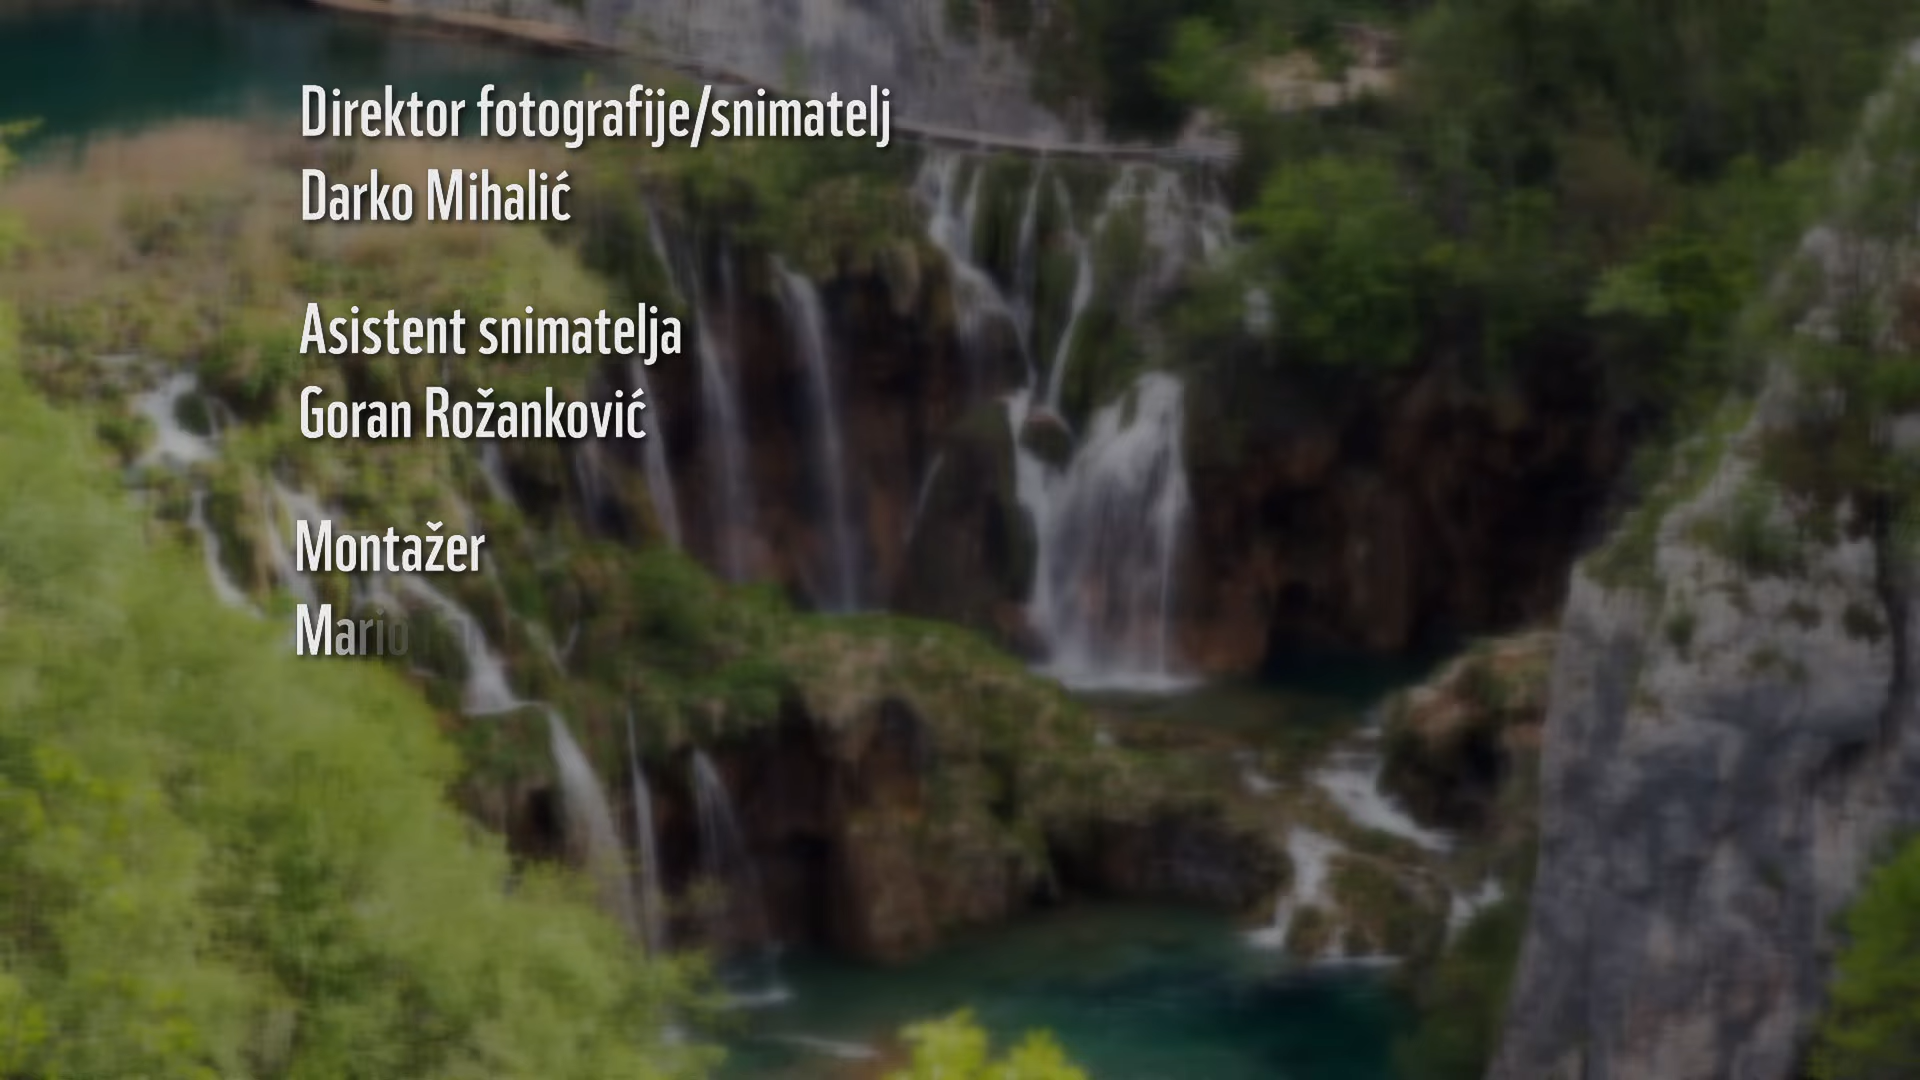 Direktor fotografije/snimatelj
Darko Mihalić
Asistent snimatelja
Goran Rožanković
Montažer
Mario